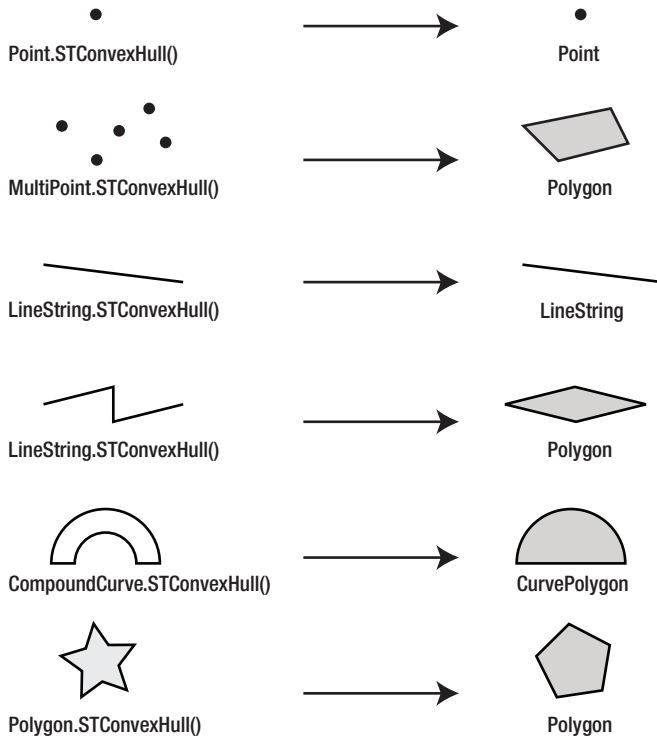 Point.STConvexHull()
Point
MultiPoint.STConvexHull()
Polygon
LineString.STConvexHull()
LineString
LineString.STConvexHull()
Polygon
CompoundCurve.STConvexHull()
CurvePolygon
Polygon.STConvexHull()
Polygon